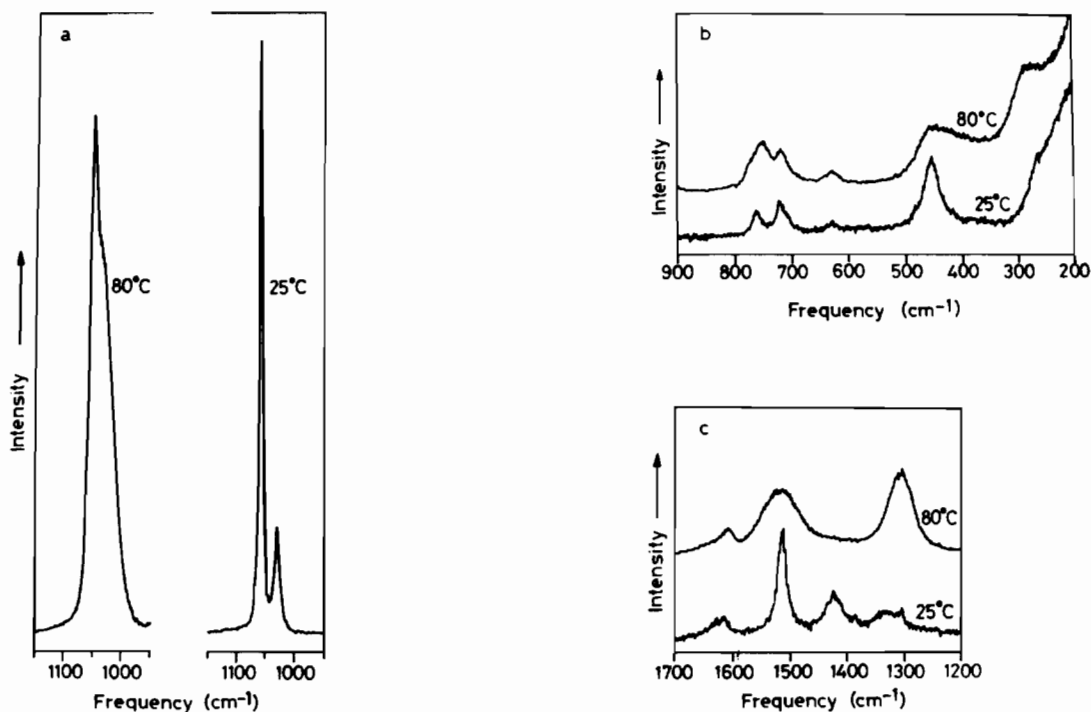 a
80°C
25°C
Intensity
1100 1000 1100 1000
Frequency (cm-1)
b
80°C
25°C
Intensity
900 800 700 600 500 400 300 200
Frequency (cm-1)
c
80°C
25°C
Intensity
1700 1600 1500 1400 1300 1200
Frequency (cm-1)